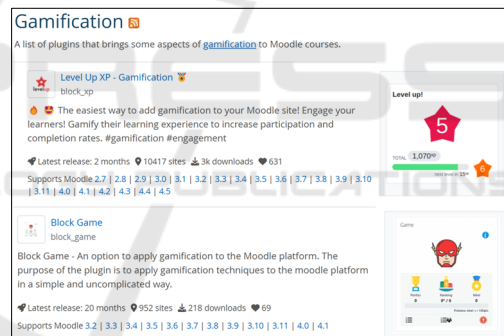 Gamification
A list of plugins that brings some aspects of gamification to Moodle courses.
Level Up XP - Gamification
block_xp
The easiest way to add gamification to your Moodle site! Engage your
learners! Gamify their learning experience to increase participation and
completion rates. #gamification #engagement
Latest release: 2 months 10417 sites 3k downloads 631
Supports Moodle 2.7 | 2.8 | 2.9 | 3.0 | 3.1 | 3.2 | 3.3 | 3.4 | 3.5 | 3.6 | 3.7 | 3.8 | 3.9 | 3.10
| 3.11 | 4.0 | 4.1 | 4.2 | 4.3 | 4.4 | 4.5
Level up!
5
TOTAL 1,070xp
6
next level in 15xp
Block Game
block_game
Block Game - An option to apply gamification to the Moodle platform. The
purpose of the plugin is to apply gamification techniques to the moodle platform
in a simple and uncomplicated way.
Latest release: 20 months 952 sites 218 downloads 69
Supports Moodle 3.2 | 3.3 | 3.4 | 3.5 | 3.6 | 3.7 | 3.8 | 3.9 | 3.10 | 3.11 | 4.0 | 4.1
Game
Ranking